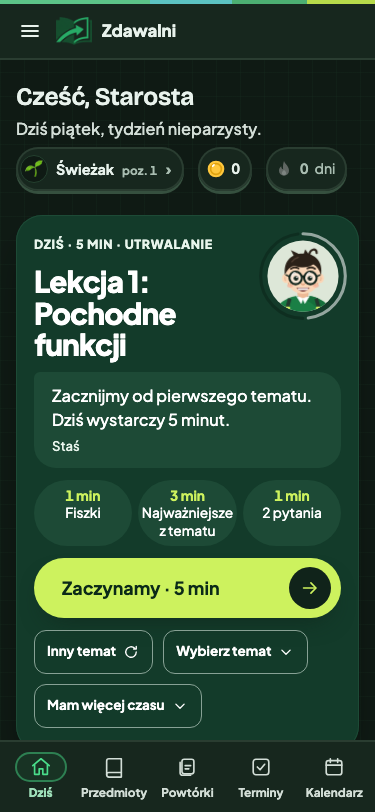 Zdawalni
Cześć, Starosta
Dziś piątek, tydzień nieparzysty.
Świeżak poz. 1 ›
0
0 dni
DZIŚ · 5 MIN · UTRWALANIE
Lekcja 1:
Pochodne
funkcji
Zacznijmy od pierwszego tematu.
Dziś wystarczy 5 minut.
Staś
1 min
Fiszki
3 min
Najważniejsze
z tematu
1 min
2 pytania
Zaczynamy · 5 min
Inny temat
Wybierz temat
Mam więcej czasu
Dziś
Przedmioty
Powtórki
Terminy
Kalendarz